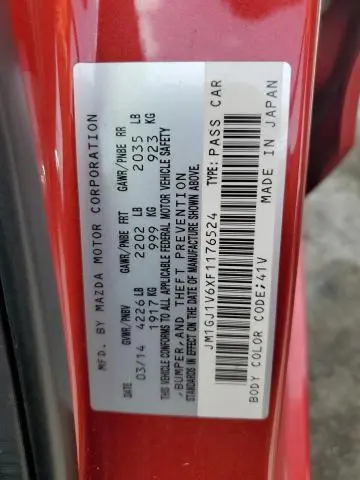 MFD. BY MAZDA MOTOR CORPORATION
DATE GVWR/PNBV GAWR/PNBE FRT GAWR/PNBE RR
03/14 4226 LB 2202 LB 2035 LB
1917 KG 999 KG 923 KG
THIS VEHICLE CONFORMS TO ALL APPLICABLE FEDERAL MOTOR VEHICLE SAFETY
,BUMPER,AND THEFT PREVENTION
STANDARDS IN EFFECT ON THE DATE OF MANUFACTURE SHOWN ABOVE.
JM1GJ1V6XF1176524 TYPE: PASS CAR
BODY COLOR CODE;41V MADE IN JAPAN